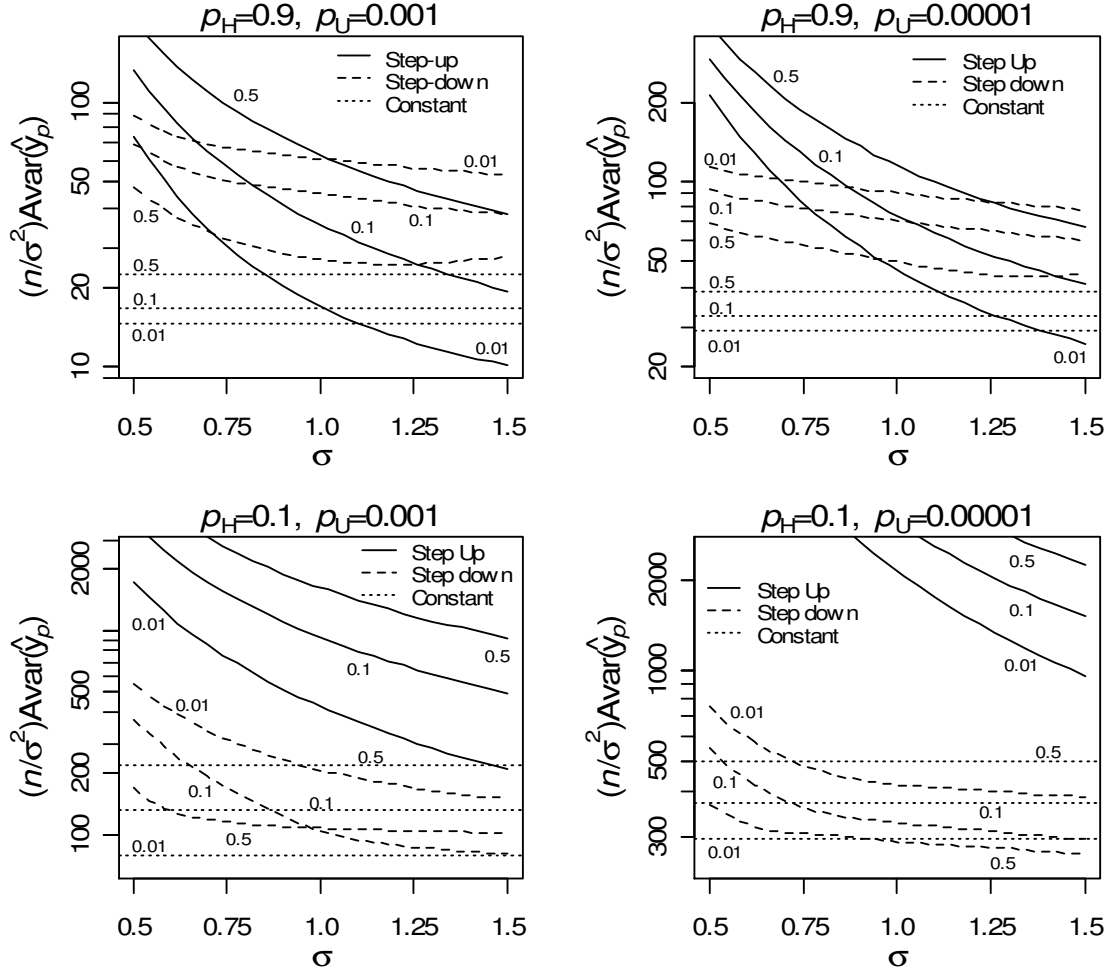 p_H=0.9, p_U=0.001
Step-up
Step-down
Constant
0.5
0.01
0.1
0.5
0.5
0.1
0.01
0.01
100
50
20
10
(n/σ²)Avar(ŷ_p)
0.5 0.75 1.0 1.25 1.5
σ
p_H=0.9, p_U=0.00001
Step Up
Step down
Constant
0.5
0.1
0.01
0.1
0.5
0.01
0.5
0.1
0.01
0.01
200
100
50
20
(n/σ²)Avar(ŷ_p)
0.5 0.75 1.0 1.25 1.5
σ
p_H=0.1, p_U=0.001
Step Up
Step down
Constant
0.01
0.1
0.5
0.01
0.5
0.1
0.1
0.01
0.5
2000
500
200
100
(n/σ²)Avar(ŷ_p)
0.5 0.75 1.0 1.25 1.5
σ
p_H=0.1, p_U=0.00001
0.5
Step Up
Step down
Constant
0.1
0.01
0.01
0.5
0.1
0.1
0.01
0.5
2000
1000
500
300
(n/σ²)Avar(ŷ_p)
0.5 0.75 1.0 1.25 1.5
σ